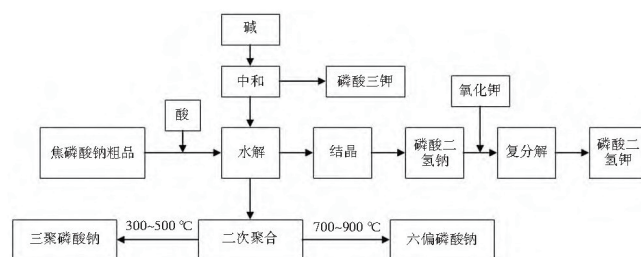 碱
中和
磷酸三钾
氧化钾
酸
焦磷酸钠粗品
水解
结晶
磷酸二
氢钠
复分解
磷酸二
氢钾
300~500 ℃
700~900 ℃
三聚磷酸钠
二次聚合
六偏磷酸钠